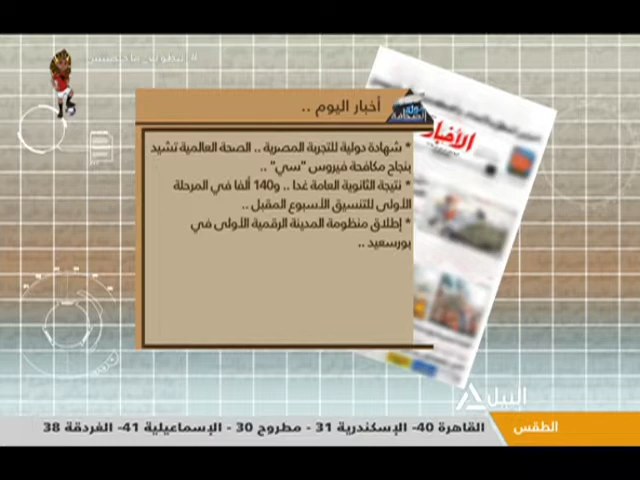 أخبار اليوم ..
* شهادة دولية للتجربة المصرية .. الصحة العالمية تشيد
بنجاح مكافحة فيروس "سي" ..
* نتيجة الثانوية العامة غدا .. و140 ألفا في المرحلة
الأولى للتنسيق الأسبوع المقبل ..
* إطلاق منظومة المدينة الرقمية الأولى في
بورسعيد ..
الأخبار
النيل
الطقس
القاهرة 40- الإسكندرية 31 - مطروح 30 - الإسماعيلية 41- الغردقة 38